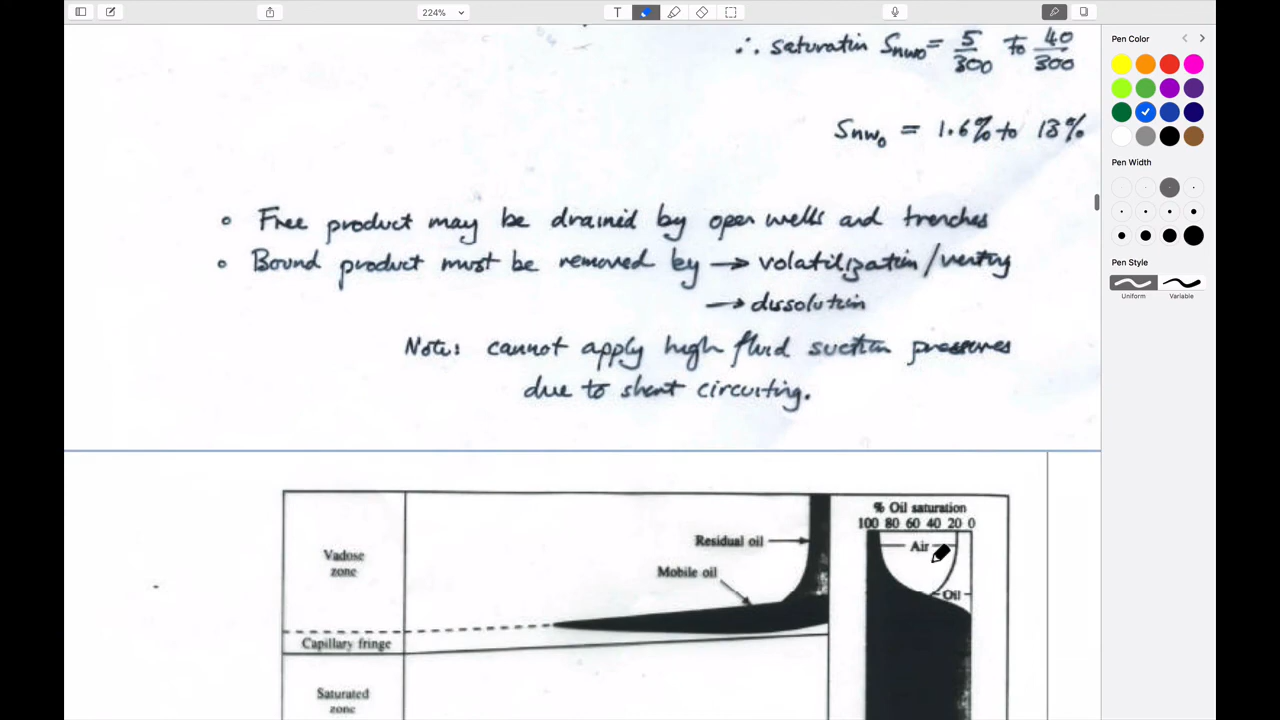 224%
T
∴ saturatin Snwo = 5/300 To 40/300
Snwo = 1.6% to 13%
Free product may be drained by open wells and trenches
Bound product must be removed by → volatilization/venting
→ dissolution
Note: cannot apply high fluid suction pressures
due to short circuiting.
Vadose
zone
Capillary fringe
Saturated
zone
Residual oil
Mobile oil
% Oil saturation
100 80 60 40 20 0
Air
Oil
Pen Color
Pen Width
Pen Style
Uniform Variable